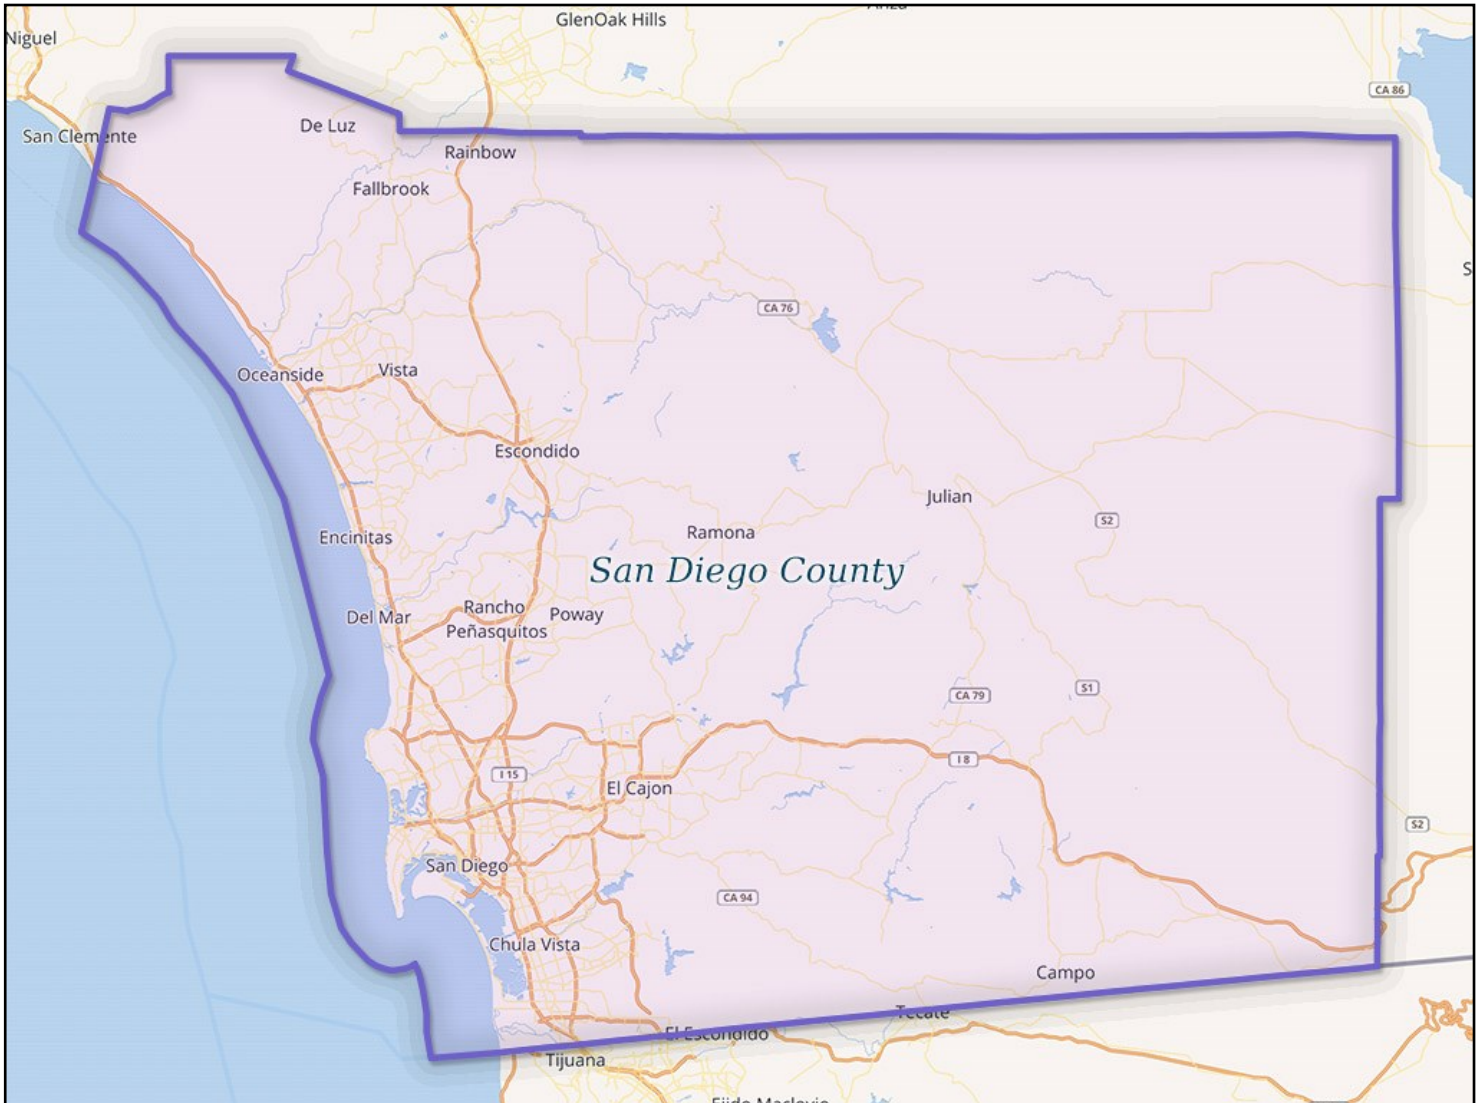 GlenOak Hills
Niguel
CA 86
San Clemente
De Luz
Rainbow
Fallbrook
CA 76
Oceanside
Vista
Escondido
Julian
S2
Encinitas
Ramona
San Diego County
Del Mar
Rancho
Peñasquitos
Poway
CA 79
S1
I 8
I 15
El Cajon
S2
San Diego
CA 94
Chula Vista
Campo
Tecate
El Escondido
Tijuana